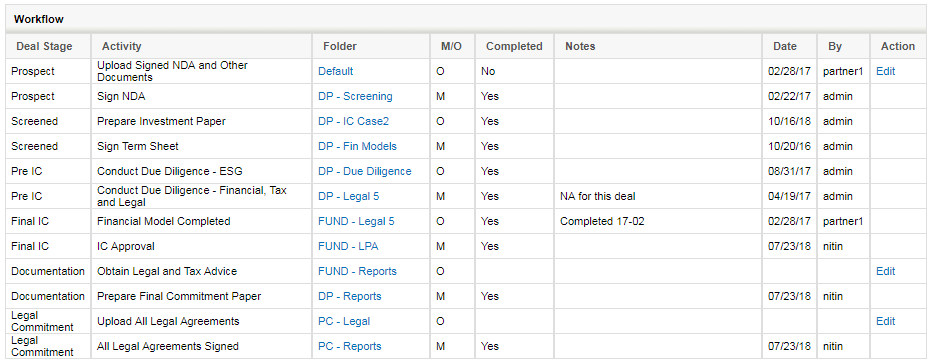 Workflow
Deal Stage Activity Folder M/O Completed Notes Date By Action
Prospect Upload Signed NDA and Other Documents Default O No 02/28/17 partner1 Edit
Prospect Sign NDA DP - Screening M Yes 02/22/17 admin
Screened Prepare Investment Paper DP - IC Case2 O Yes 10/16/18 admin
Screened Sign Term Sheet DP - Fin Models M Yes 10/20/16 admin
Pre IC Conduct Due Diligence - ESG DP - Due Diligence O Yes 08/31/17 admin
Pre IC Conduct Due Diligence - Financial, Tax and Legal DP - Legal 5 M Yes NA for this deal 04/19/17 admin
Final IC Financial Model Completed FUND - Legal 5 O Yes Completed 17-02 02/28/17 partner1
Final IC IC Approval FUND - LPA M Yes 07/23/18 nitin
Documentation Obtain Legal and Tax Advice FUND - Reports O Edit
Documentation Prepare Final Commitment Paper DP - Reports M Yes 07/23/18 nitin
Legal Commitment Upload All Legal Agreements PC - Legal O Edit
Legal Commitment All Legal Agreements Signed PC - Reports M Yes 07/23/18 nitin